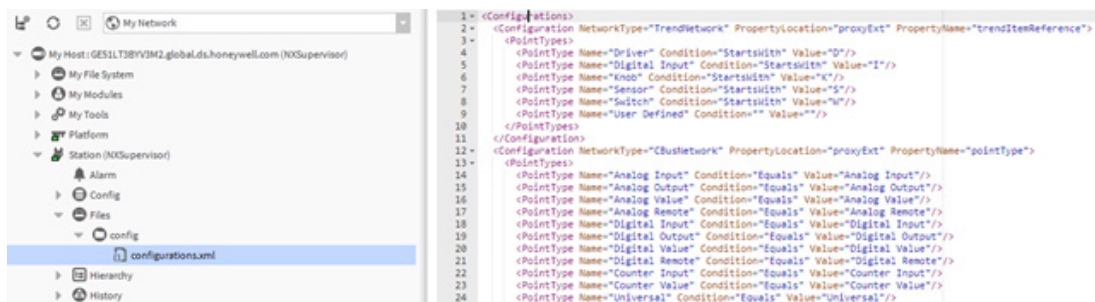 My Network
My Host : GE51LT3BYV3M2.global.ds.honeywell.com (NXSupervisor)
My File System
My Modules
My Tools
Platform
Station (NXSupervisor)
Alarm
Config
Files
config
configurations.xml
Hierarchy
History
1 <Configurations>
2 <Configuration NetworkType="TrendNetwork" PropertyLocation="proxyExt" PropertyName="trendItemReference">
3 <PointTypes>
4 <PointType Name="Driver" Condition="StartsWith" Value="D"/>
5 <PointType Name="Digital Input" Condition="StartsWith" Value="I"/>
6 <PointType Name="Knob" Condition="StartsWith" Value="K"/>
7 <PointType Name="Sensor" Condition="StartsWith" Value="S"/>
8 <PointType Name="Switch" Condition="StartsWith" Value="W"/>
9 <PointType Name="User Defined" Condition="" Value=""/>
10 </PointTypes>
11 </Configuration>
12 <Configuration NetworkType="CBusNetwork" PropertyLocation="proxyExt" PropertyName="pointType">
13 <PointTypes>
14 <PointType Name="Analog Input" Condition="Equals" Value="Analog Input"/>
15 <PointType Name="Analog Output" Condition="Equals" Value="Analog Output"/>
16 <PointType Name="Analog Value" Condition="Equals" Value="Analog Value"/>
17 <PointType Name="Analog Remote" Condition="Equals" Value="Analog Remote"/>
18 <PointType Name="Digital Input" Condition="Equals" Value="Digital Input"/>
19 <PointType Name="Digital Output" Condition="Equals" Value="Digital Output"/>
20 <PointType Name="Digital Value" Condition="Equals" Value="Digital Value"/>
21 <PointType Name="Digital Remote" Condition="Equals" Value="Digital Remote"/>
22 <PointType Name="Counter Input" Condition="Equals" Value="Counter Input"/>
23 <PointType Name="Counter Value" Condition="Equals" Value="Counter Value"/>
24 <PointType Name="Universal" Condition="Equals" Value="Universal"/>